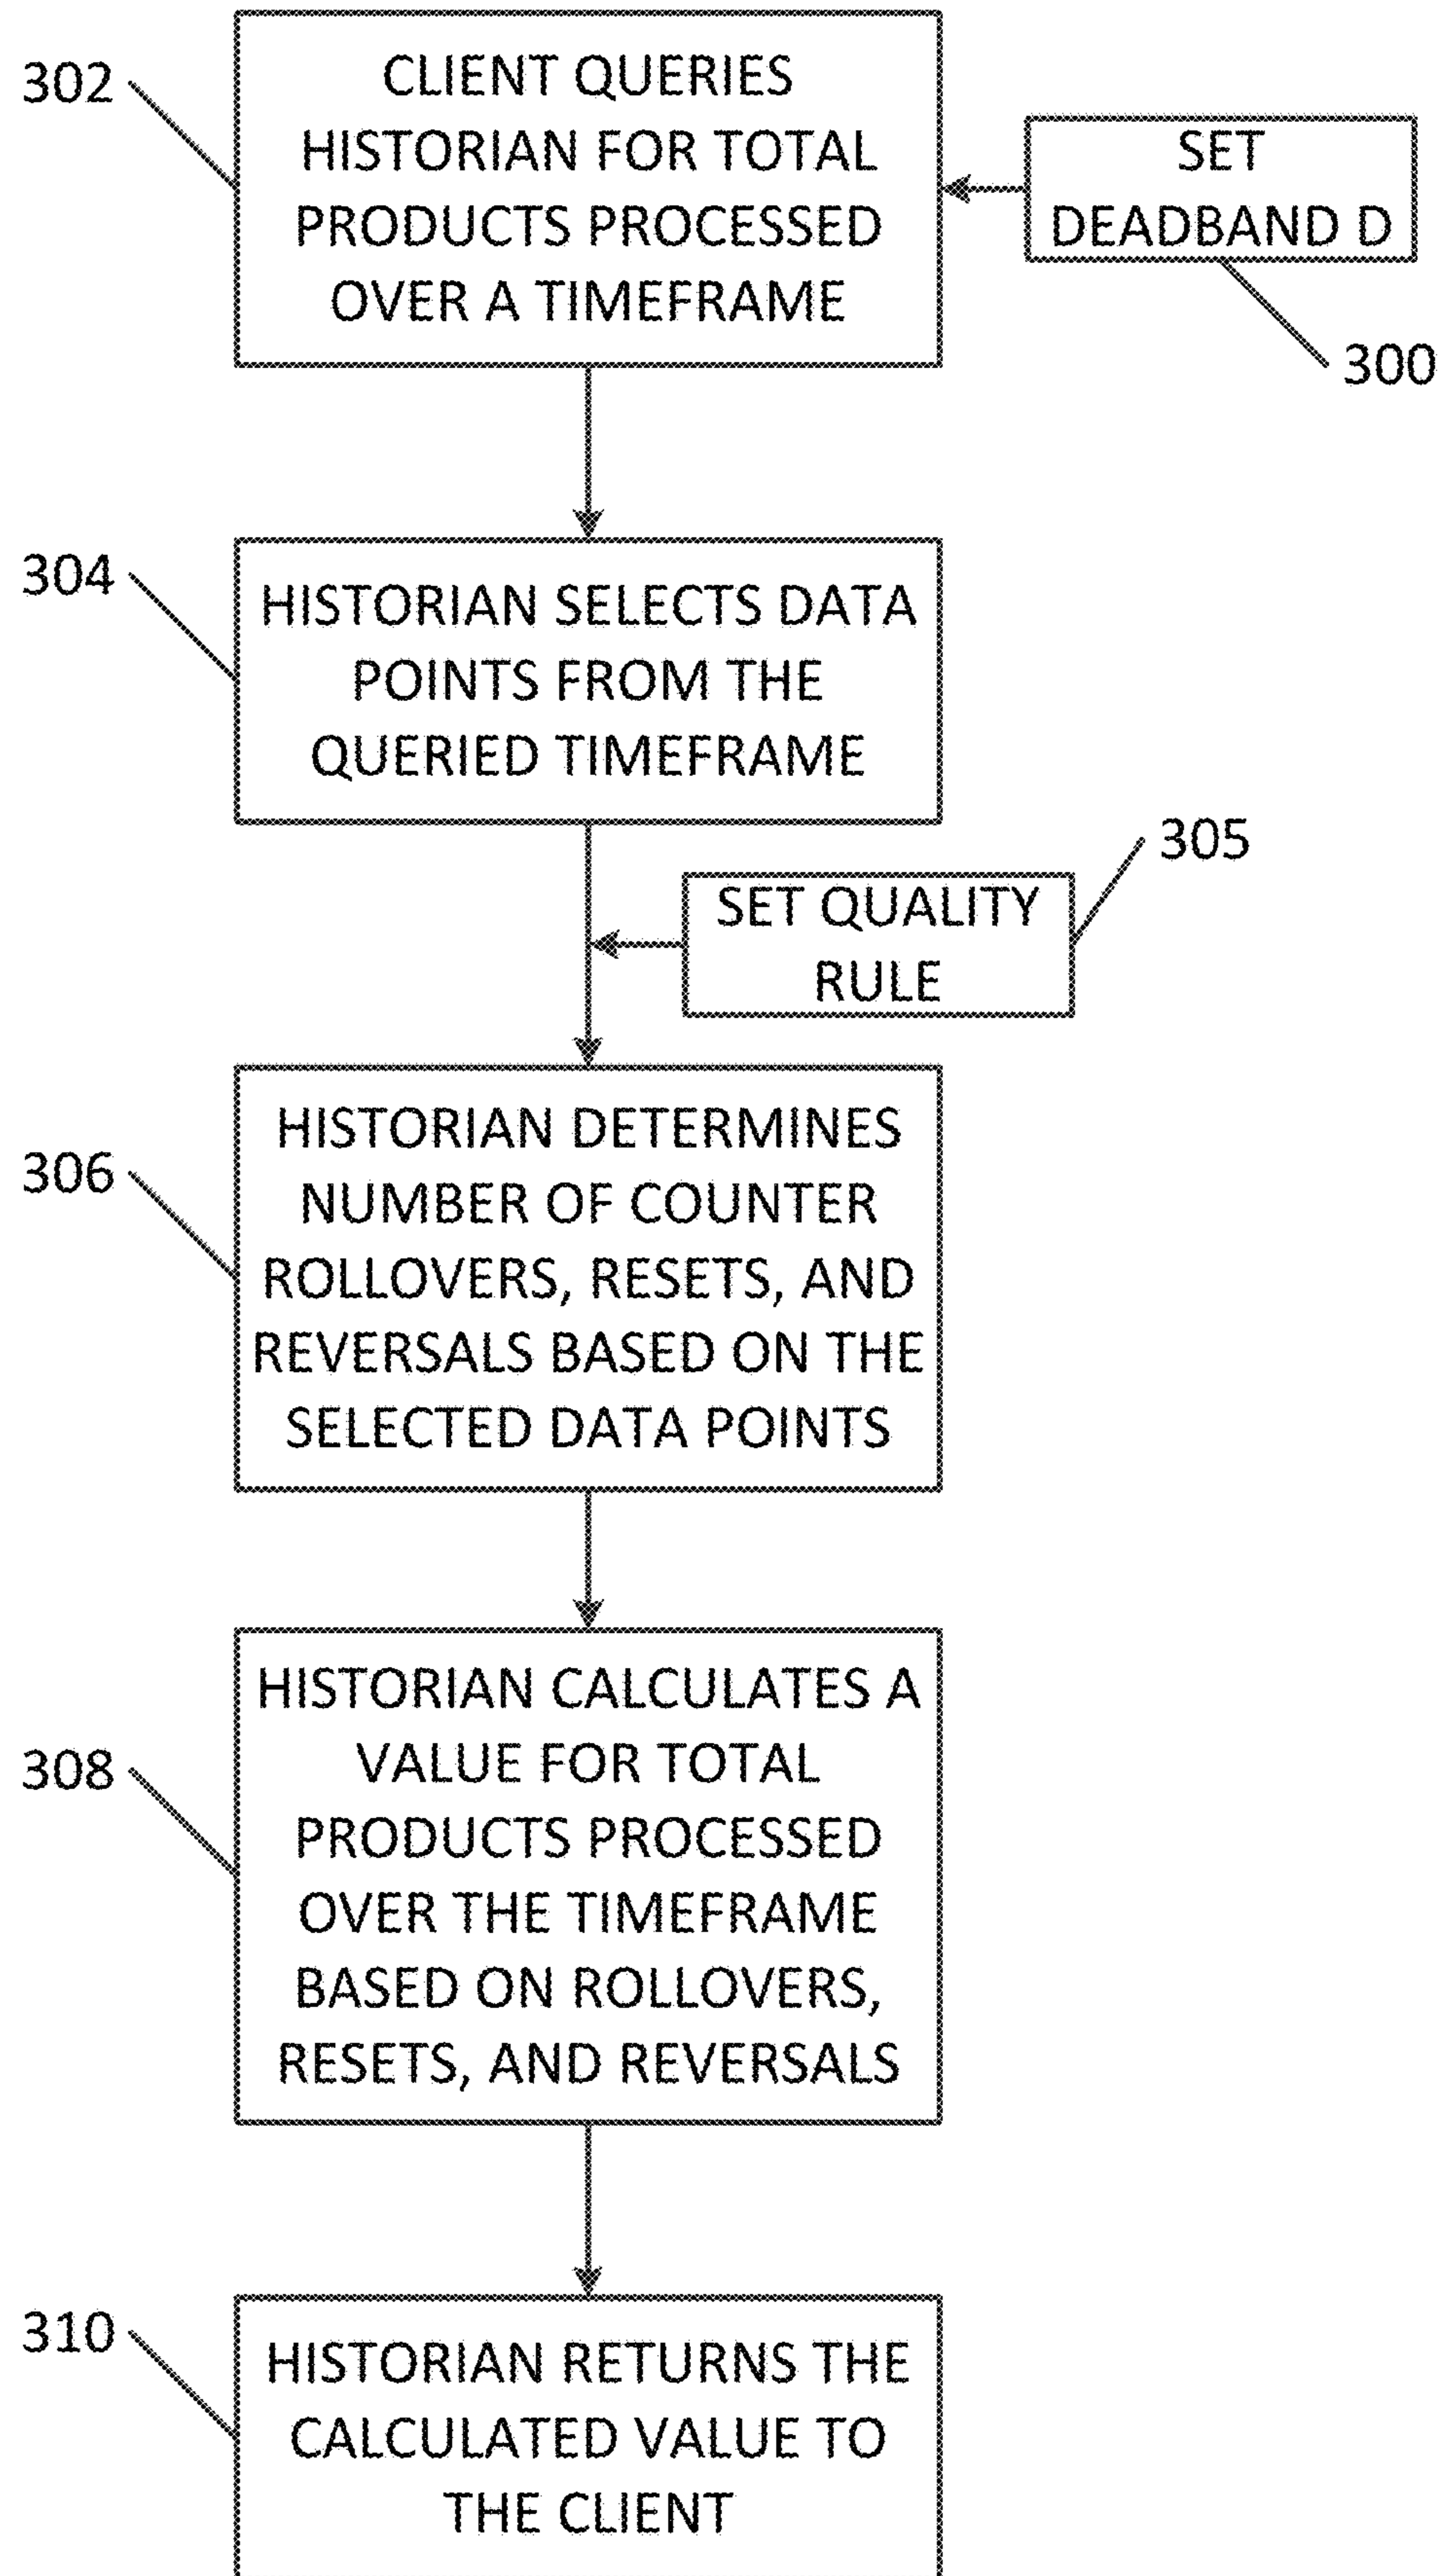 302
CLIENT QUERIES
HISTORIAN FOR TOTAL
PRODUCTS PROCESSED
OVER A TIMEFRAME
SET
DEADBAND D
300
304
HISTORIAN SELECTS DATA
POINTS FROM THE
QUERIED TIMEFRAME
305
SET QUALITY
RULE
306
HISTORIAN DETERMINES
NUMBER OF COUNTER
ROLLOVERS, RESETS, AND
REVERSALS BASED ON THE
SELECTED DATA POINTS
308
HISTORIAN CALCULATES A
VALUE FOR TOTAL
PRODUCTS PROCESSED
OVER THE TIMEFRAME
BASED ON ROLLOVERS,
RESETS, AND REVERSALS
310
HISTORIAN RETURNS THE
CALCULATED VALUE TO
THE CLIENT